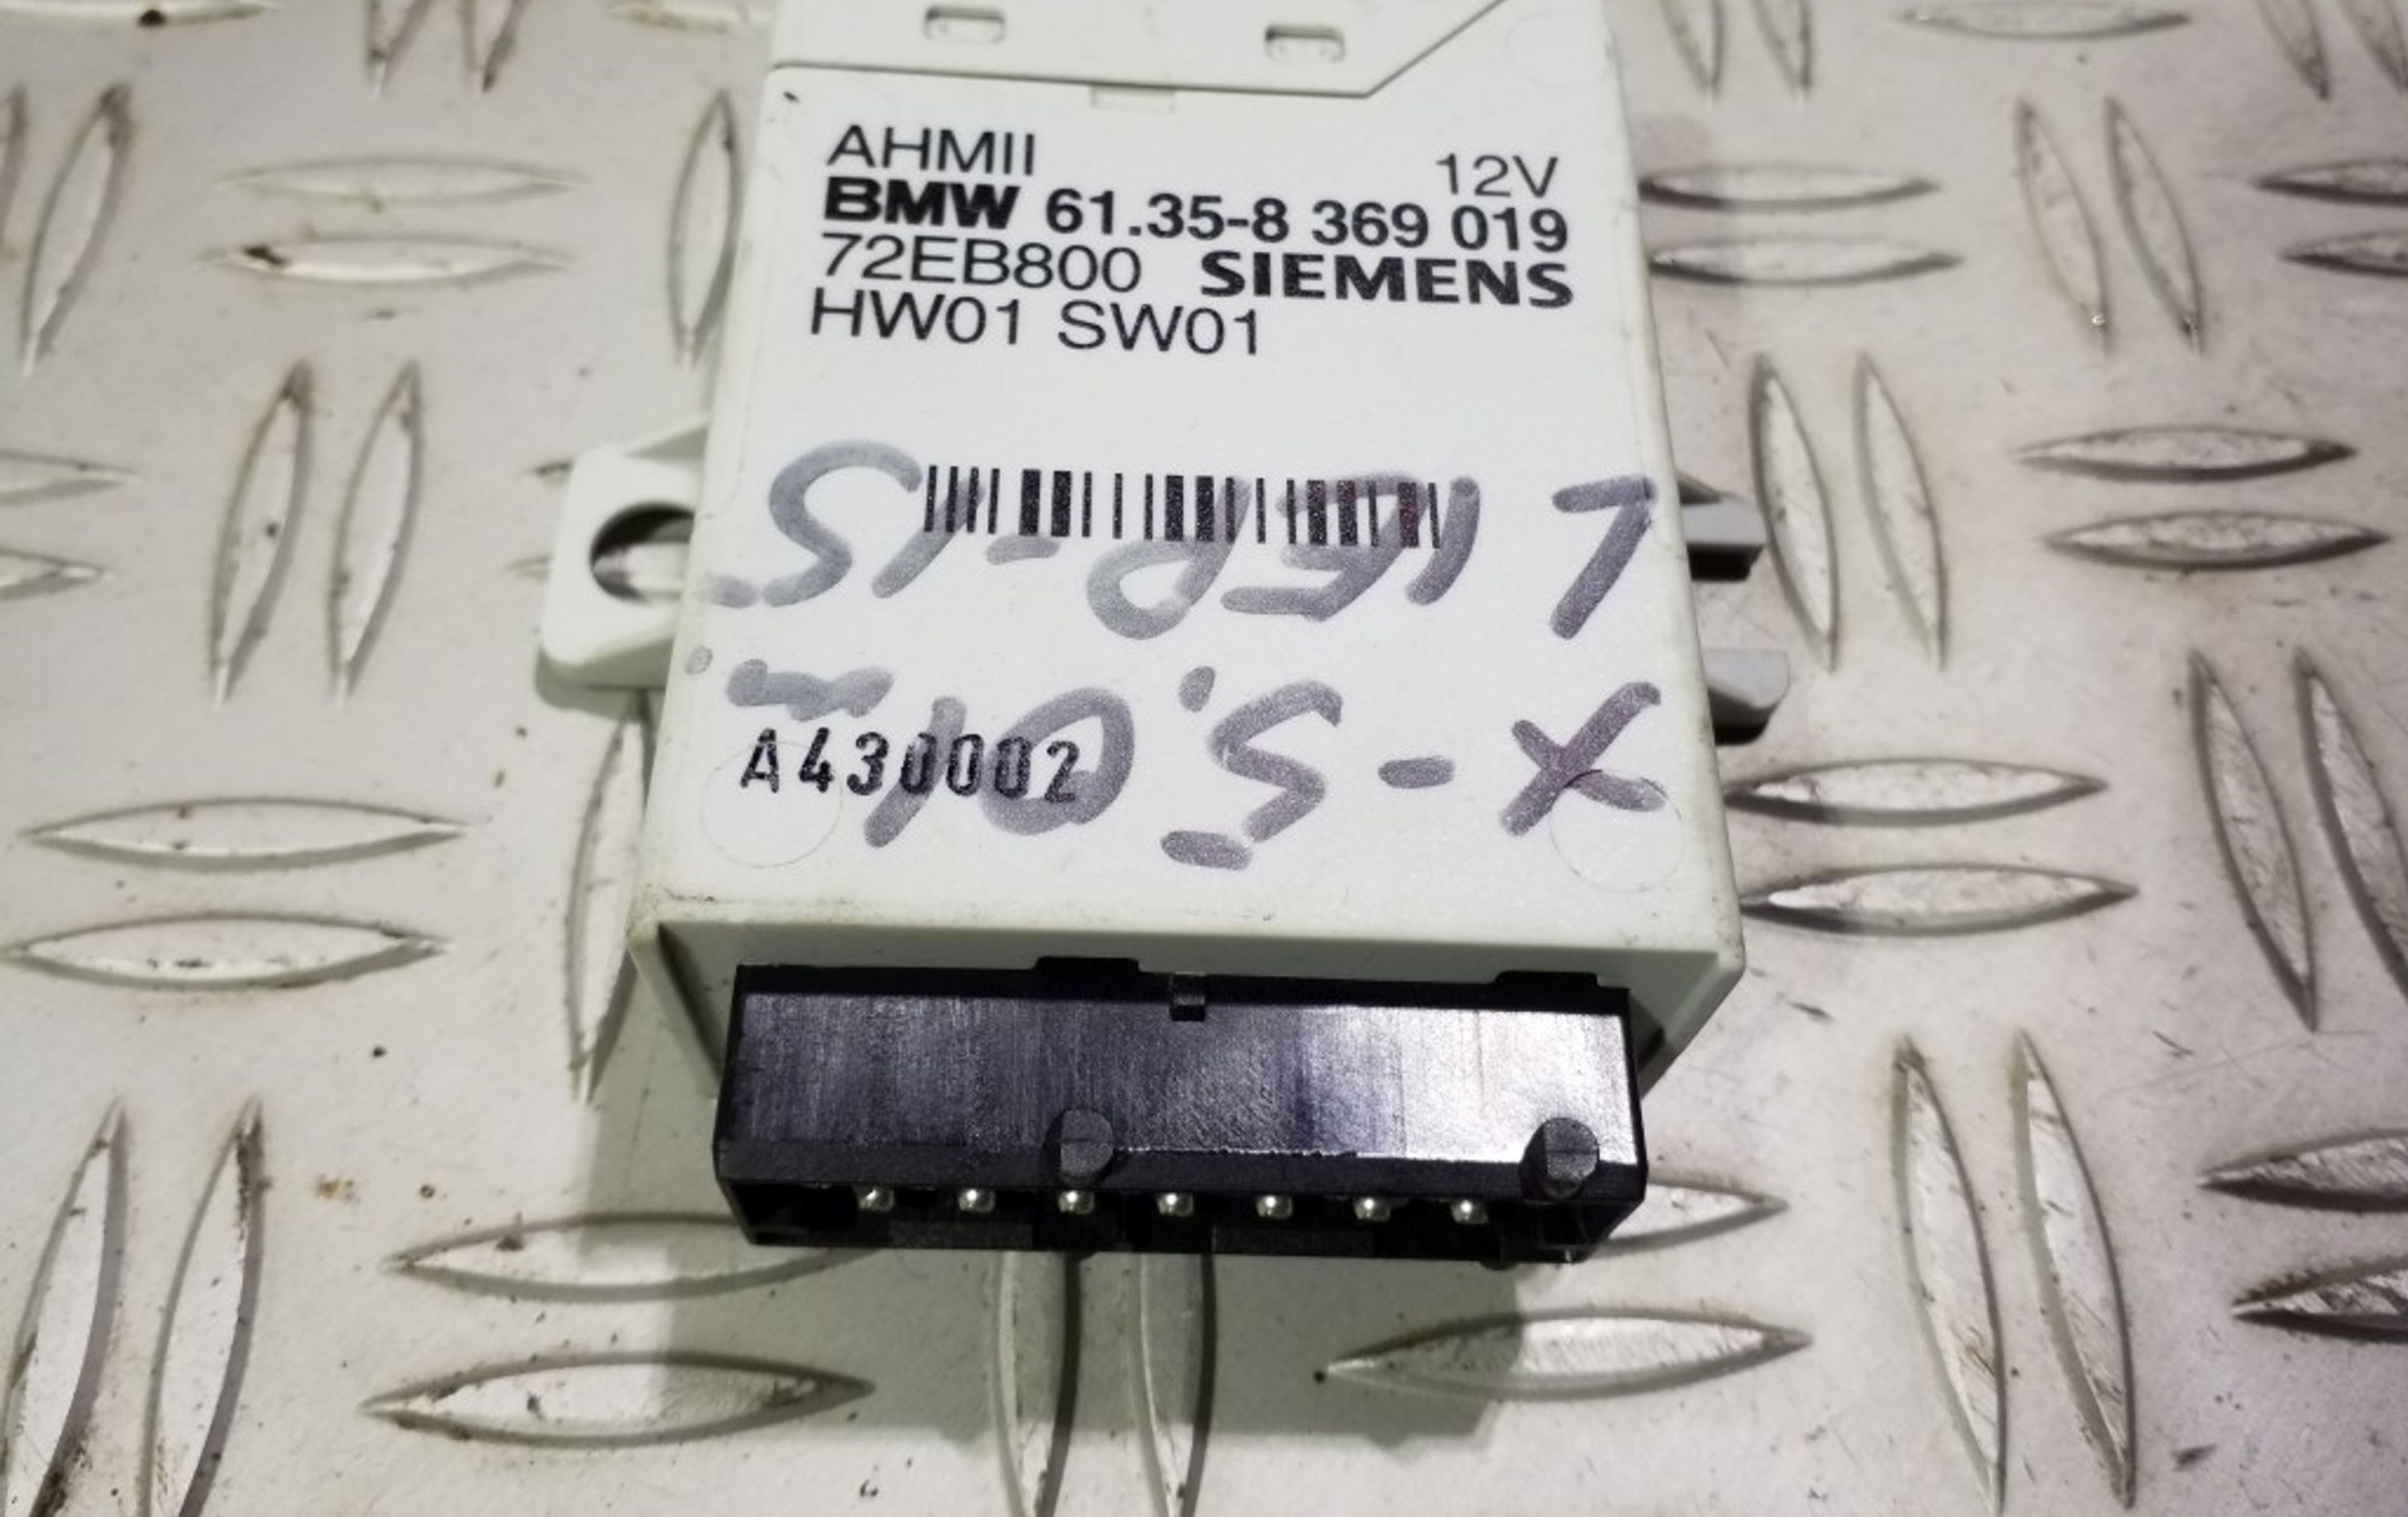 AHMII 12V
BMW 61.35-8 369 019
72EB800 SIEMENS
HW01 SW01
A430002